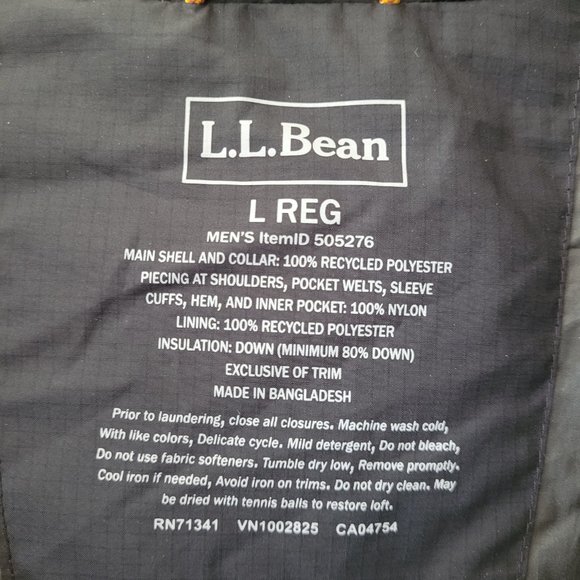 L.L.Bean
L REG
MEN'S ItemID 505276
MAIN SHELL AND COLLAR: 100% RECYCLED POLYESTER
PIECING AT SHOULDERS, POCKET WELTS, SLEEVE
CUFFS, HEM, AND INNER POCKET: 100% NYLON
LINING: 100% RECYCLED POLYESTER
INSULATION: DOWN (MINIMUM 80% DOWN)
EXCLUSIVE OF TRIM
MADE IN BANGLADESH
Prior to laundering, close all closures. Machine wash cold,
With like colors, Delicate cycle. Mild detergent, Do not bleach,
Do not use fabric softeners. Tumble dry low, Remove promptly.
Cool iron if needed, Avoid iron on trims. Do not dry clean. May
be dried with tennis balls to restore loft.
RN71341 VN1002825 CA04754